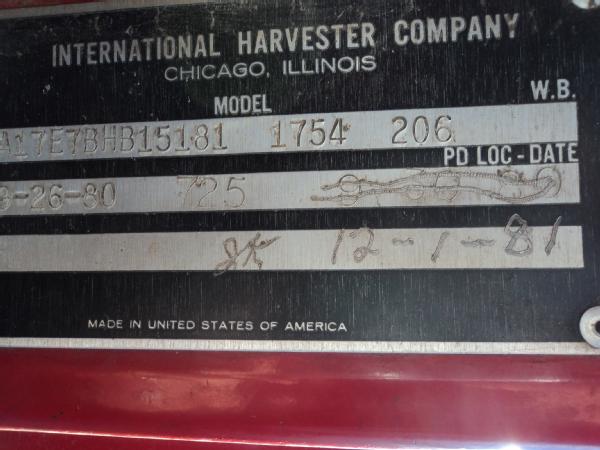 INTERNATIONAL HARVESTER COMPANY
CHICAGO, ILLINOIS
MODEL W.B.
A17E7BHB15181 1754 206
PD LOC-DATE
-26-80 725
12-1-81
MADE IN UNITED STATES OF AMERICA